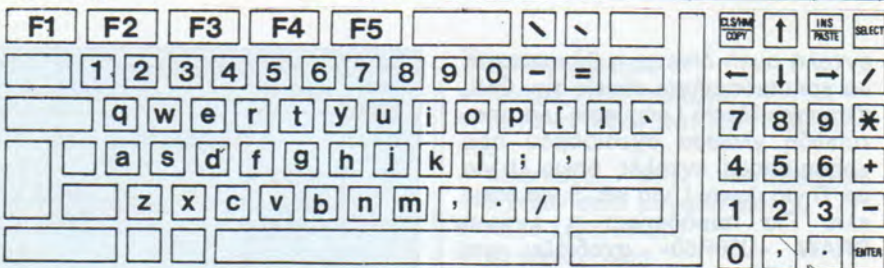 F1 F2 F3 F4 F5 \ \ CLS/HM COPY ↑ INS PASTE SELECT
1 2 3 4 5 6 7 8 9 0 - = ← ↓ → /
q w e r t y u i o p [ ] ` 7 8 9 *
a s d f g h j k l ; ' 4 5 6 +
z x c v b n m , . / 1 2 3 -
0 , . ENTER